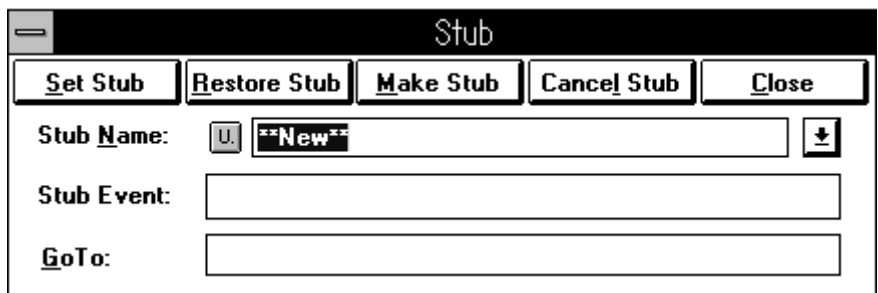 Stub
Set Stub Restore Stub Make Stub Cancel Stub Close
Stub Name: U. **New**
Stub Event:
GoTo: